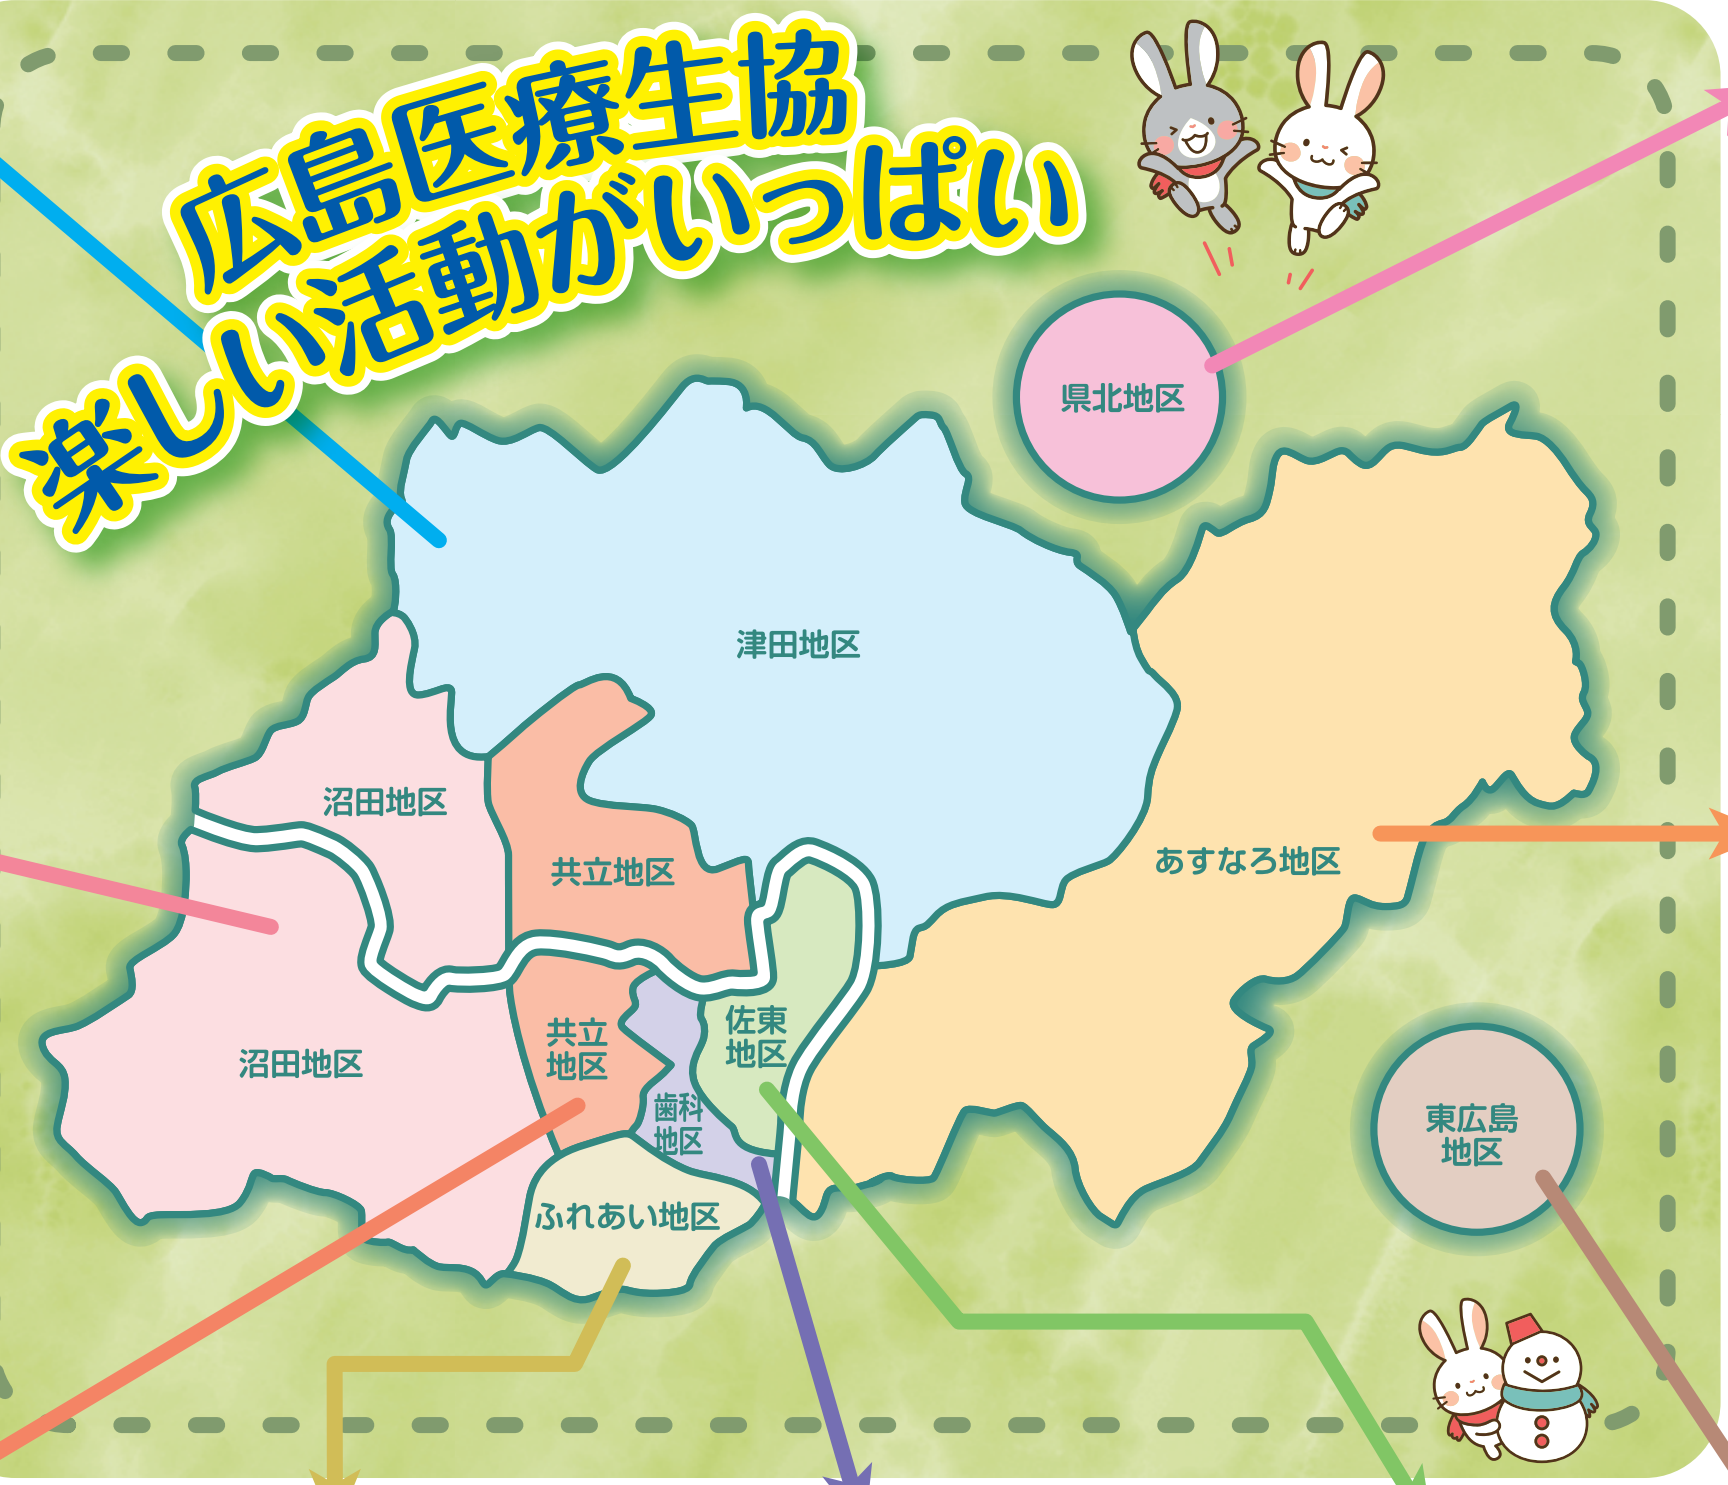 広島医療生協
楽しい活動がいっぱい
県北地区
津田地区
沼田地区
共立地区
あすなろ地区
沼田地区
共立
地区
佐東
地区
歯科
地区
東広島
地区
ふれあい地区